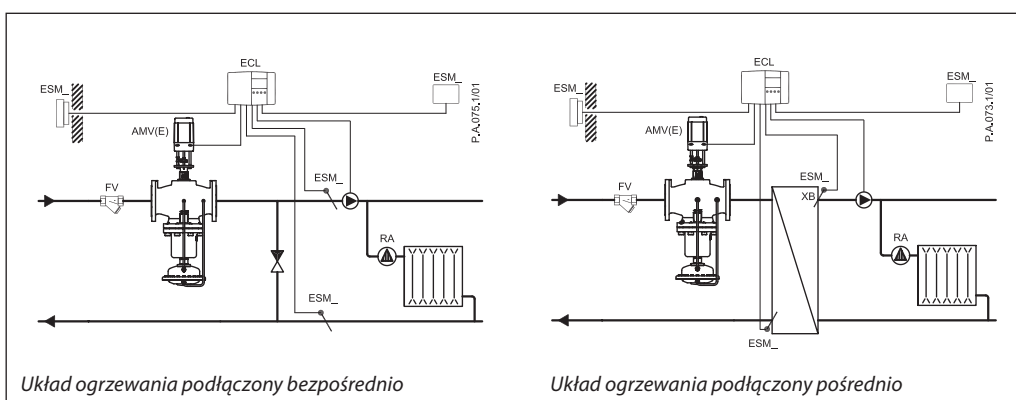 ECL
ESM_
ESM_
P.A.075.1/01
AMV(E)
FV
ESM_
RA
ESM_
Układ ogrzewania podłączony bezpośrednio
ECL
ESM_
ESM_
P.A.073.1/01
AMV(E)
FV
ESM_
XB
RA
ESM_
Układ ogrzewania podłączony pośrednio